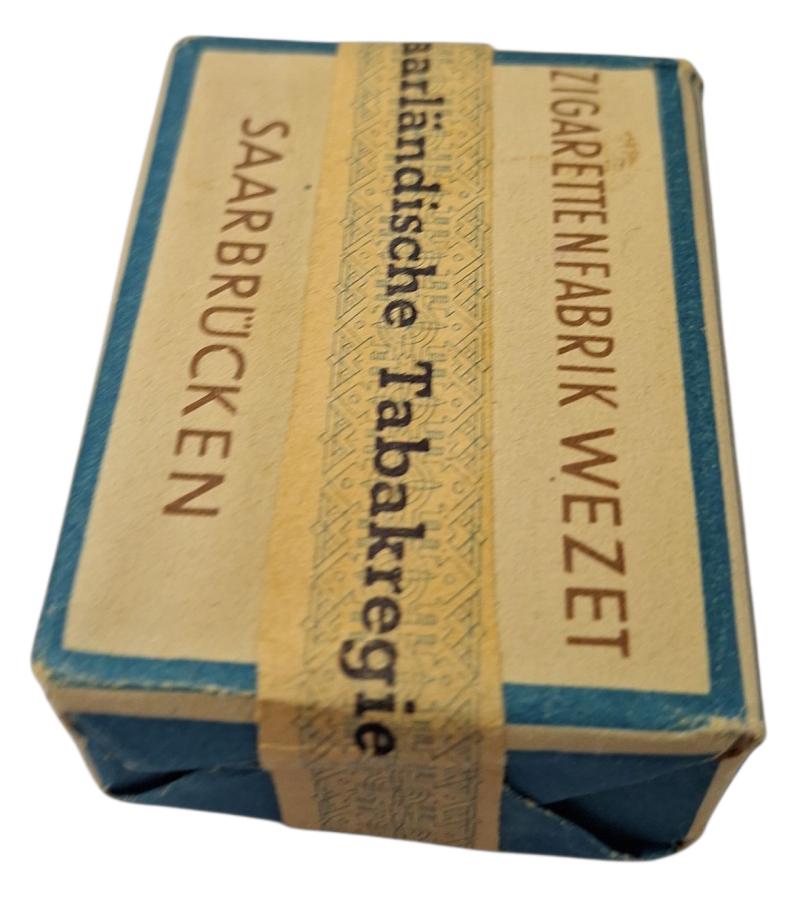 ZIGARETTENFABRIK WEZET
aarländische Tabakregie
SAARBRÜCKEN